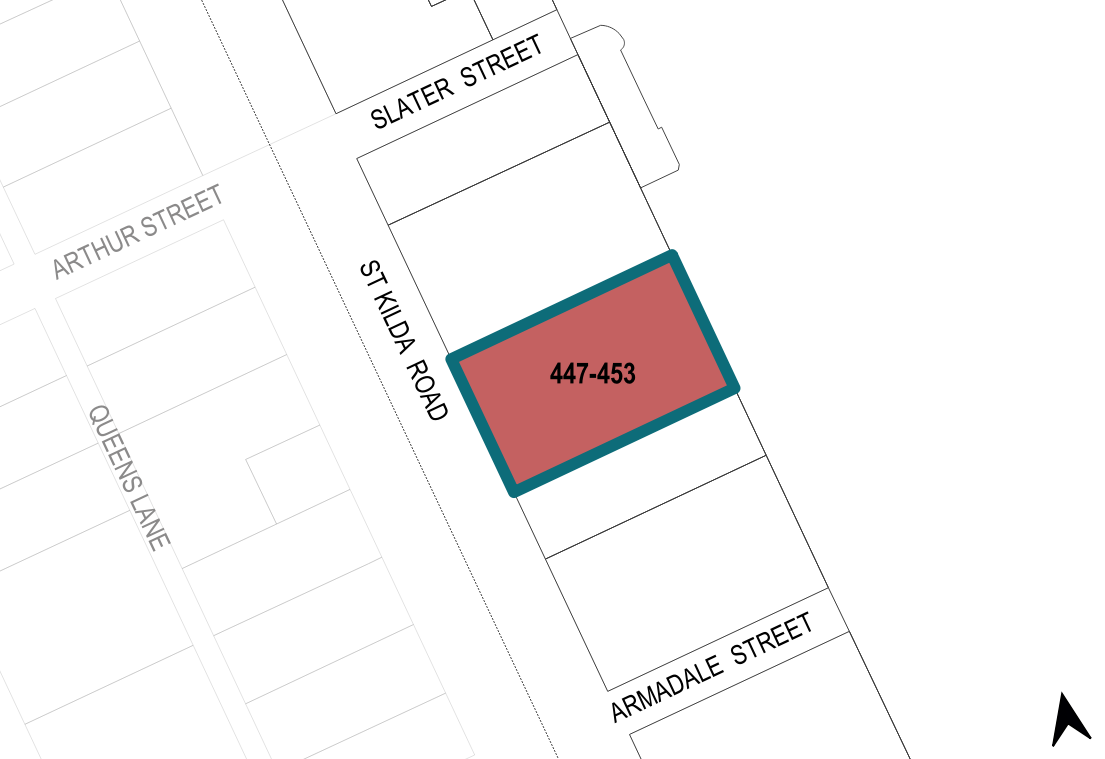 SLATER STREET
ARTHUR STREET
ST KILDA ROAD
447-453
QUEENS LANE
ARMADALE STREET